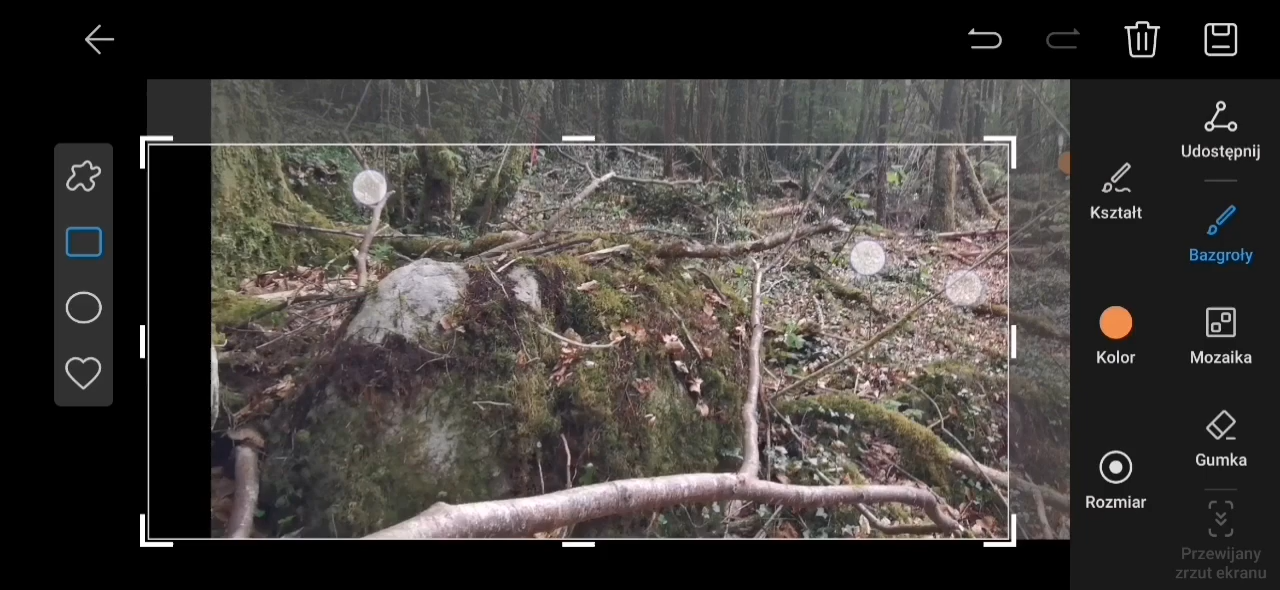 Udostępnij
Kształt
Bazgroły
Kolor
Mozaika
Gumka
Rozmiar
Przewijany
zrzut ekranu